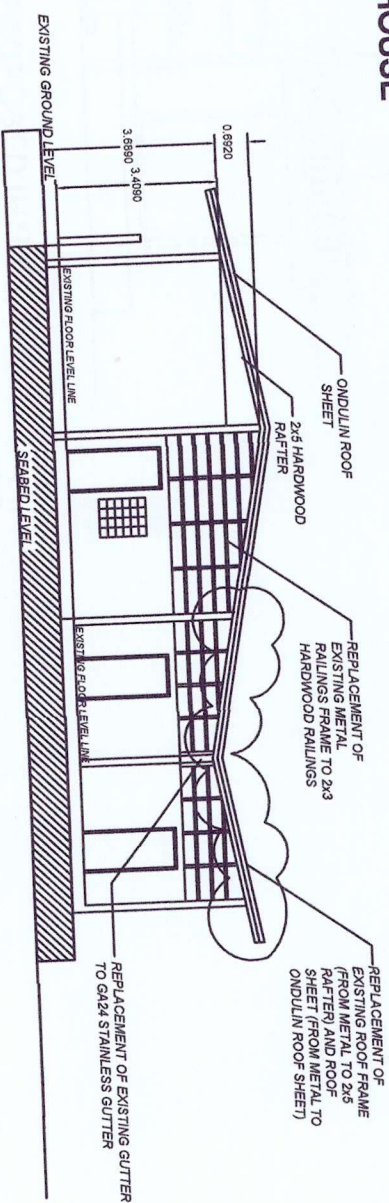 ONDULIN ROOF
SHEET
2x5 HARDWOOD
RAFTER
REPLACEMENT OF
EXISTING METAL
RAILINGS FRAME TO 2x3
HARDWOOD RAILINGS
REPLACEMENT OF
EXISTING ROOF FRAME
(FROM METAL TO 2x5
RAFTER) AND ROOF
SHEET (FROM METAL TO
ONDULIN ROOF SHEET)
0.6920
3.4090
3.6890
EXISTING FLOOR LEVEL LINE
EXISTING FLOOR LEVEL LINE
EXISTING GROUND LEVEL
SEABED LEVEL
REPLACEMENT OF EXISTING GUTTER
TO GA24 STAINLESS GUTTER